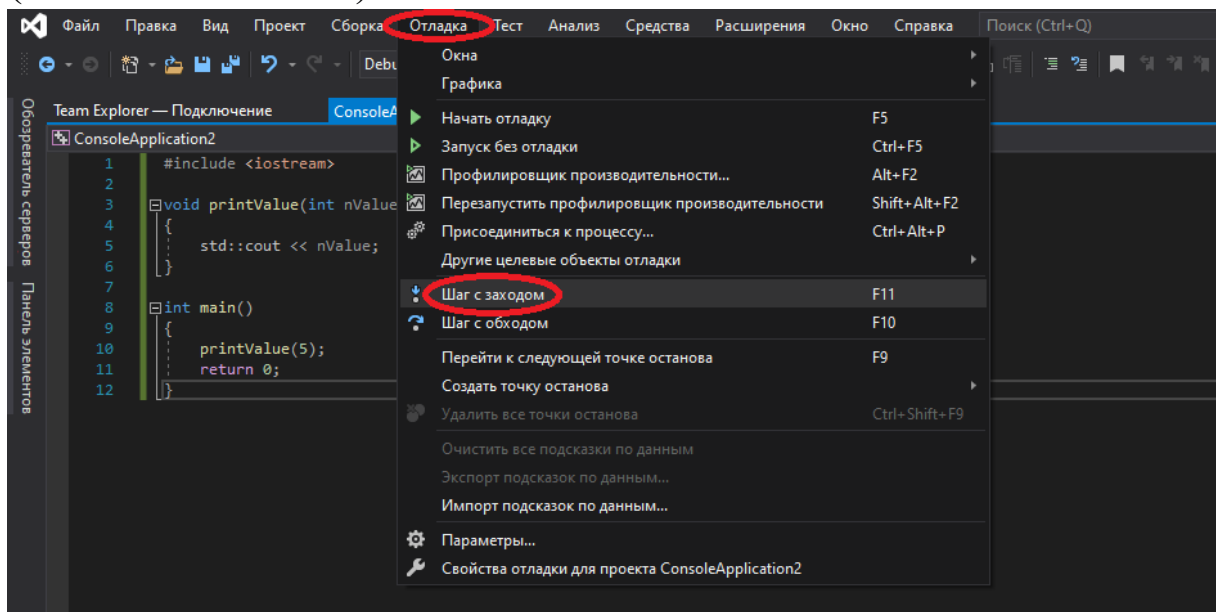 Файл Правка Вид Проект Сборка Отладка Тест Анализ Средства Расширения Окно Справка Поиск (Ctrl+Q)
Debu
Обозреватель серверов
Панель элементов
Team Explorer — Подключение ConsoleA
ConsoleApplication2
1 #include <iostream>
2
3 void printValue(int nValue
4 {
5 std::cout << nValue;
6 }
7
8 int main()
9 {
10 printValue(5);
11 return 0;
12 }
Окна
Графика
Начать отладку F5
Запуск без отладки Ctrl+F5
Профилировщик производительности... Alt+F2
Перезапустить профилировщик производительности Shift+Alt+F2
Присоединиться к процессу... Ctrl+Alt+P
Другие целевые объекты отладки
Шаг с заходом F11
Шаг с обходом F10
Перейти к следующей точке останова F9
Создать точку останова
Удалить все точки останова Ctrl+Shift+F9
Очистить все подсказки по данным
Экспорт подсказок по данным...
Импорт подсказок по данным...
Параметры...
Свойства отладки для проекта ConsoleApplication2